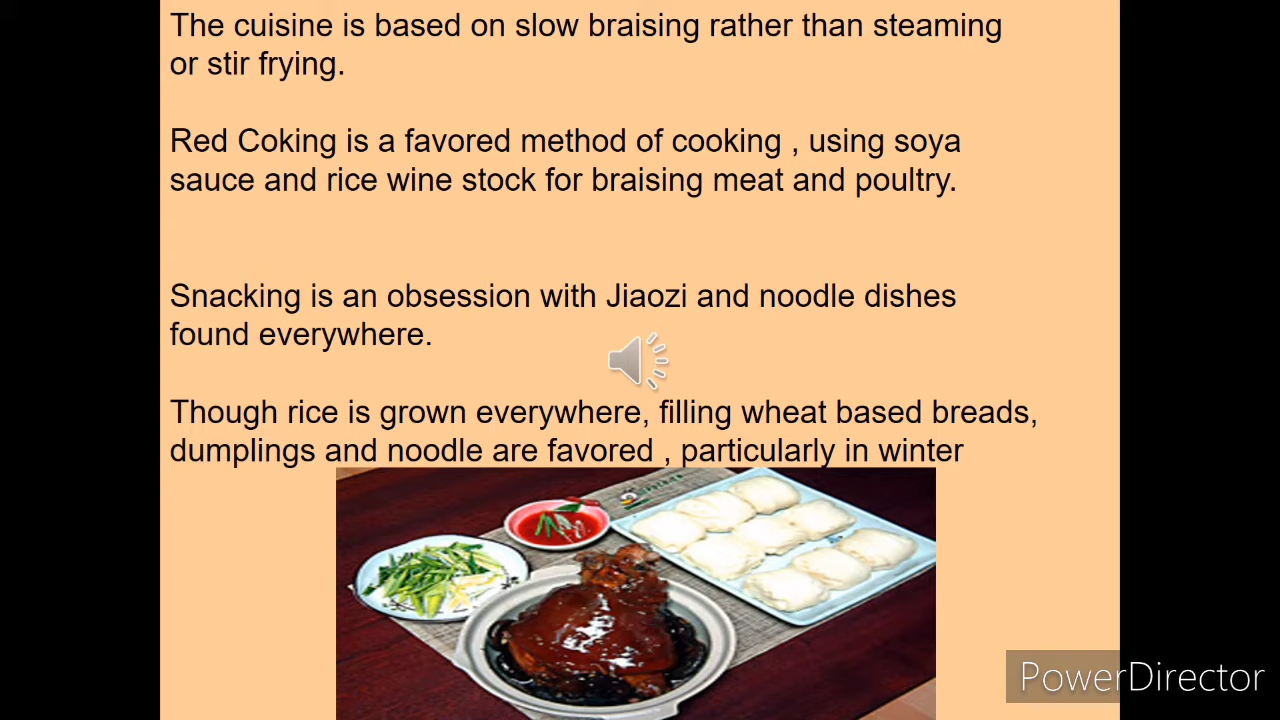 The cuisine is based on slow braising rather than steaming
or stir frying.
Red Coking is a favored method of cooking , using soya
sauce and rice wine stock for braising meat and poultry.
Snacking is an obsession with Jiaozi and noodle dishes
found everywhere.
Though rice is grown everywhere, filling wheat based breads,
dumplings and noodle are favored , particularly in winter
PowerDirector